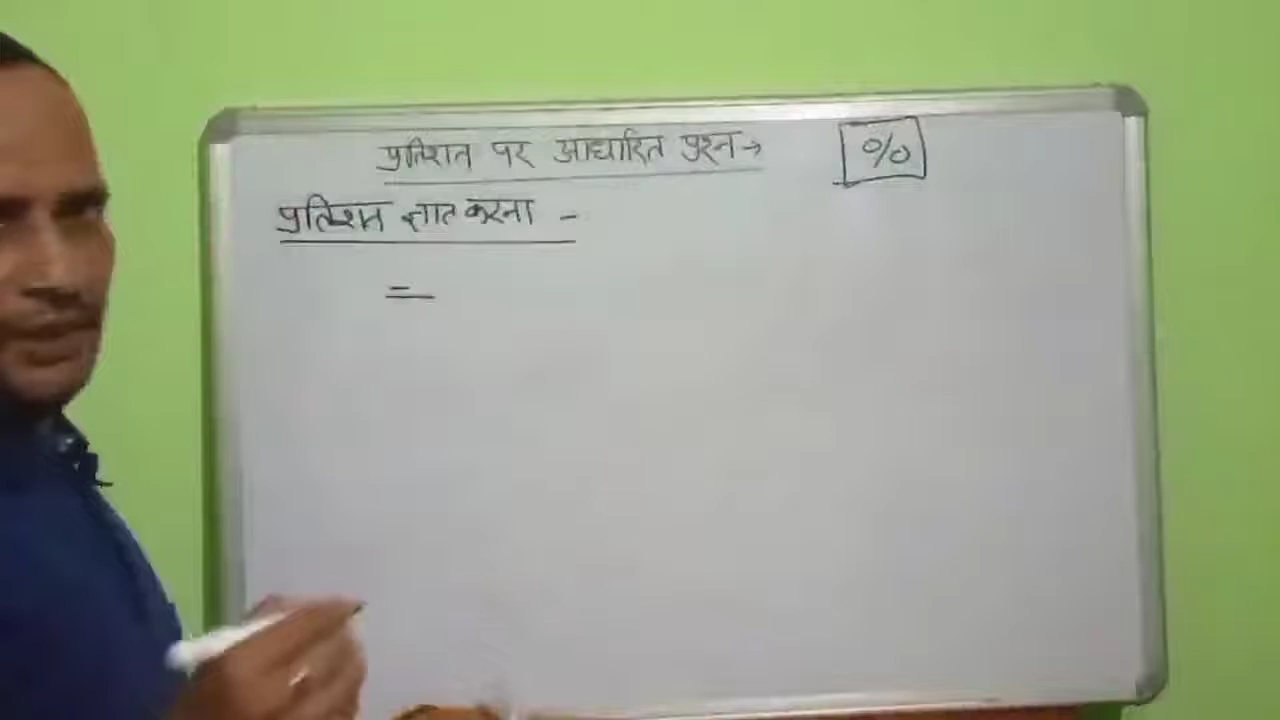 प्रतिशत पर आधारित प्रश्न → %
प्रतिशत ज्ञात करना -
=